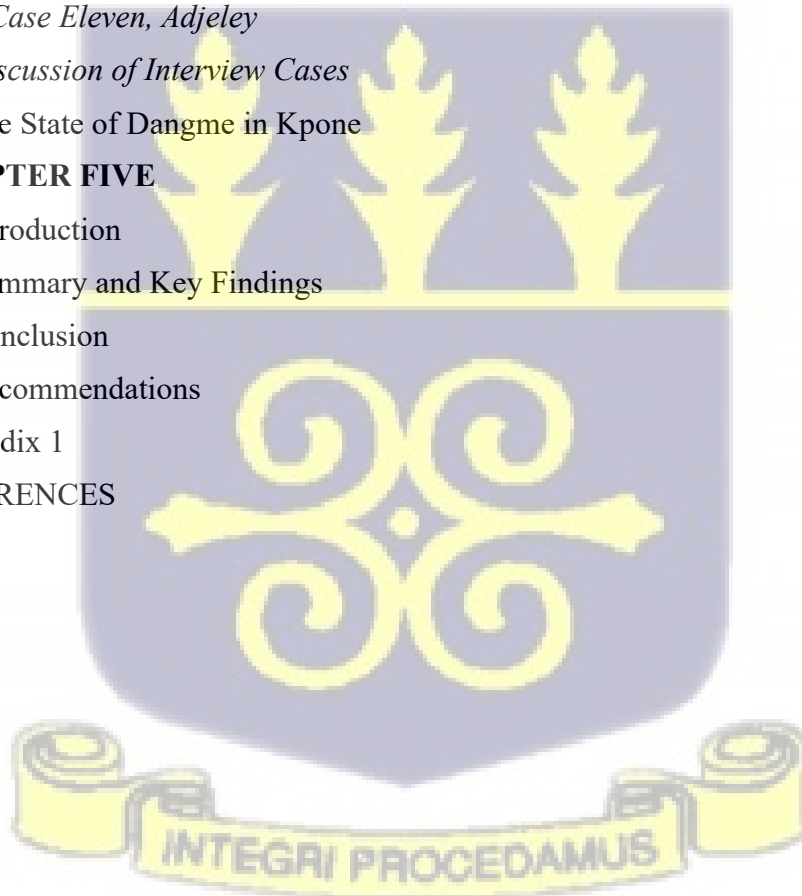 Case Eleven, Adjeley
scussion of Interview Cases
e State of Dangme in Kpone
PTER FIVE
roduction
mmary and Key Findings
nclusion
commendations
dix 1
RENCES
INTEGRI PROCEDAMUS